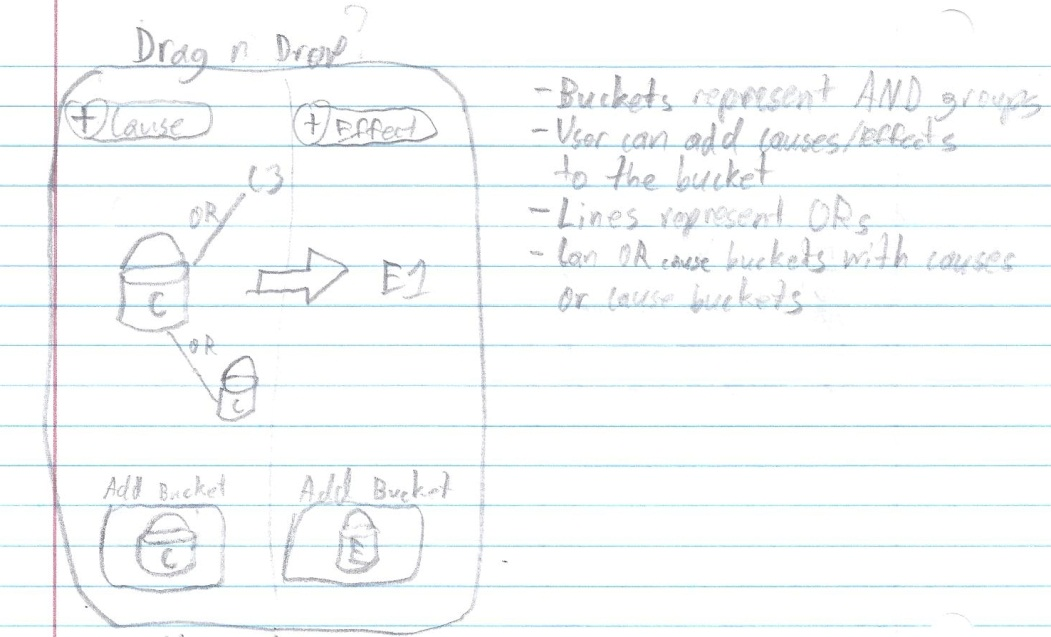 Drag n Drop?
+ Cause
+ Effect
C3
OR
C
E1
OR
C
Add Bucket
Add Bucket
C
E
- Buckets represent AND groups
- User can add causes/effects
to the bucket
- Lines represent ORs
- Can OR cause buckets with causes
or cause buckets